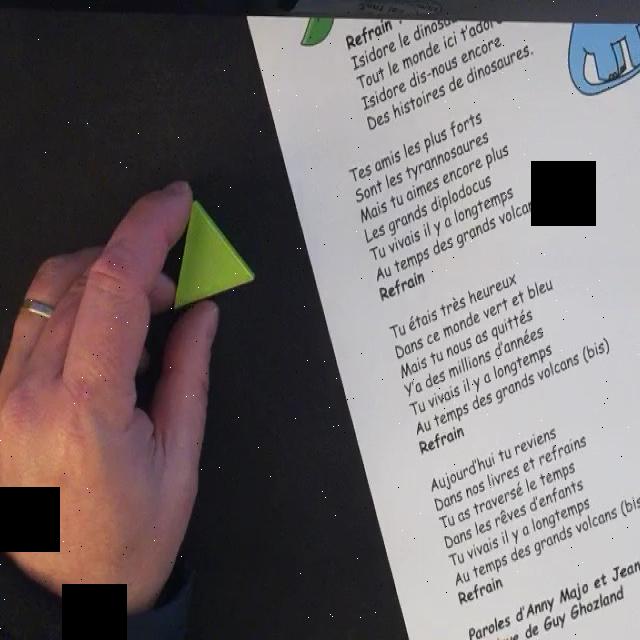 Refrain
Isidore le dinosau
Tout le monde ici t'ador
Isidore dis-nous encore.
Des histoires de dinosaures.
Tes amis les plus forts
Sont les tyrannosaures
Mais tu aimes encore plus
Les grands diplodocus
Tu vivais il y a longtemps
Au temps des grands volcan
Refrain
Tu étais très heureux
Dans ce monde vert et bleu
Mais tu nous as quittés
Y'a des millions d'années
Tu vivais il y a longtemps
Au temps des grands volcans (bis)
Refrain
Aujourd'hui tu reviens
Dans nos livres et refrains
Tu as traversé le temps
Dans les rêves d'enfants
Tu vivais il y a longtemps
Au temps des grands volcans (bis
Refrain
Paroles d'Anny Majo et Jean
que de Guy Ghozland